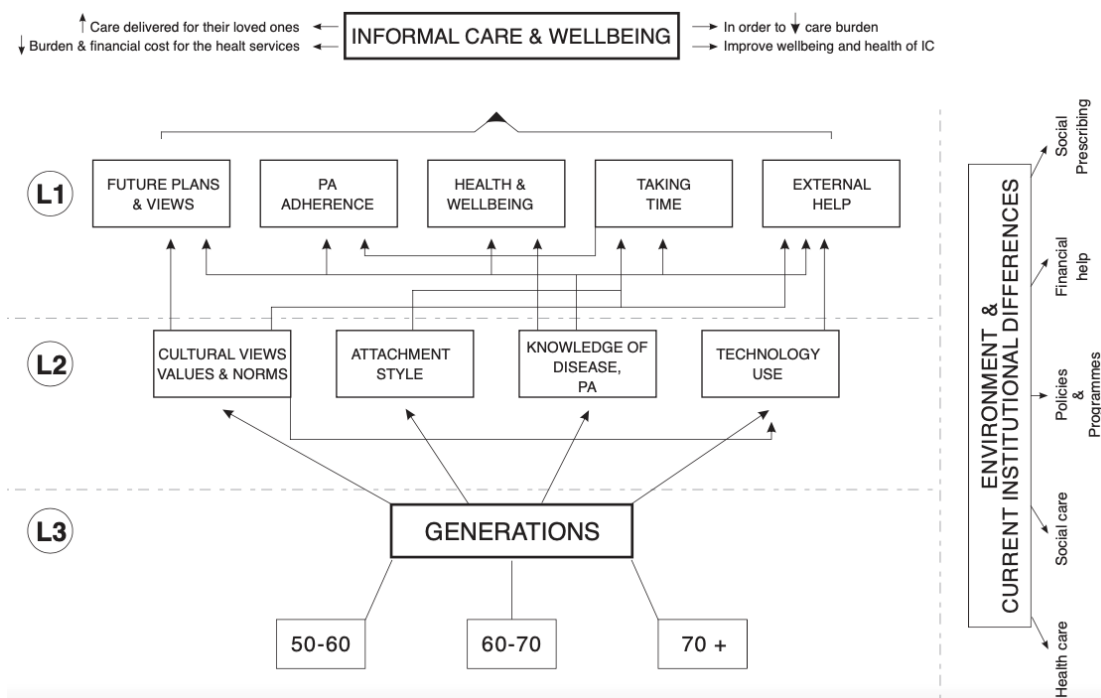 Care delivered for their loved ones
Burden & financial cost for the healt services
INFORMAL CARE & WELLBEING
In order to care burden
Improve wellbeing and health of IC
L1
FUTURE PLANS
& VIEWS
PA
ADHERENCE
HEALTH &
WELLBEING
TAKING
TIME
EXTERNAL
HELP
L2
CULTURAL VIEWS
VALUES & NORMS
ATTACHMENT
STYLE
KNOWLEDGE OF
DISEASE,
PA
TECHNOLOGY
USE
L3
GENERATIONS
50-60
60-70
70 +
ENVIRONMENT &
CURRENT INSTITUTIONAL DIFFERENCES
Social
Prescribing
Financial
help
Policies
&
Programmes
Social care
Health care